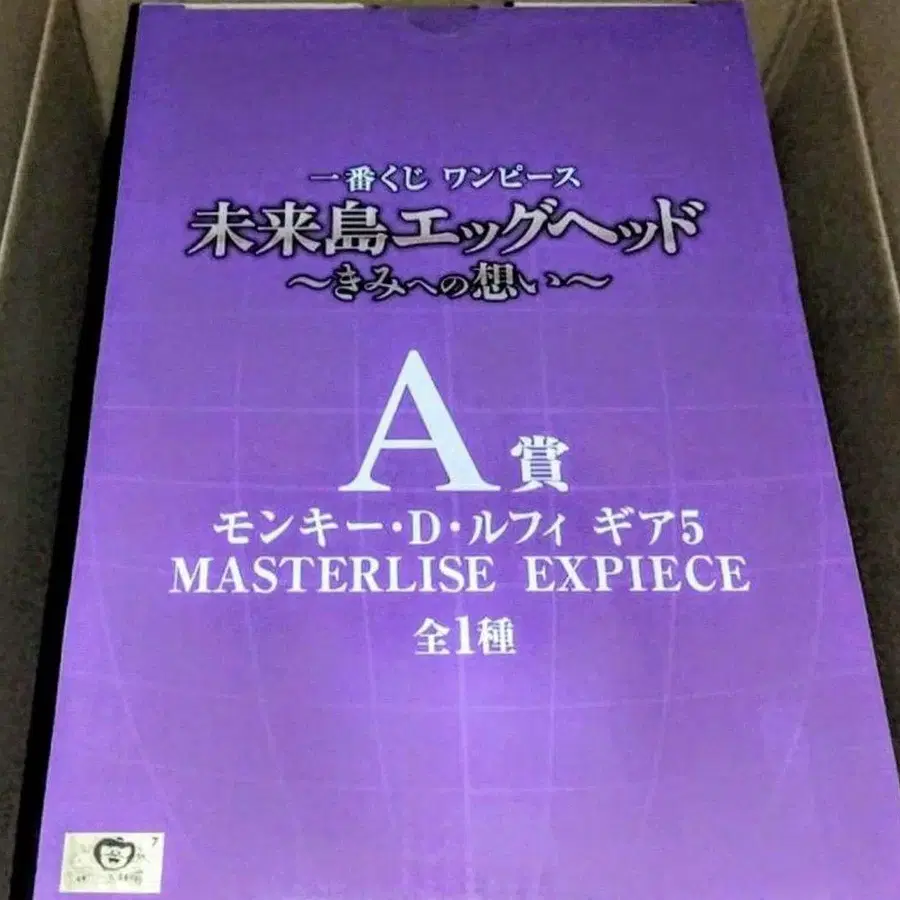 一番くじ ワンピース
未来島エッグヘッド
～きみへの想い～
A賞
モンキー・D・ルフィ ギア5
MASTERLISE EXPIECE
全1種